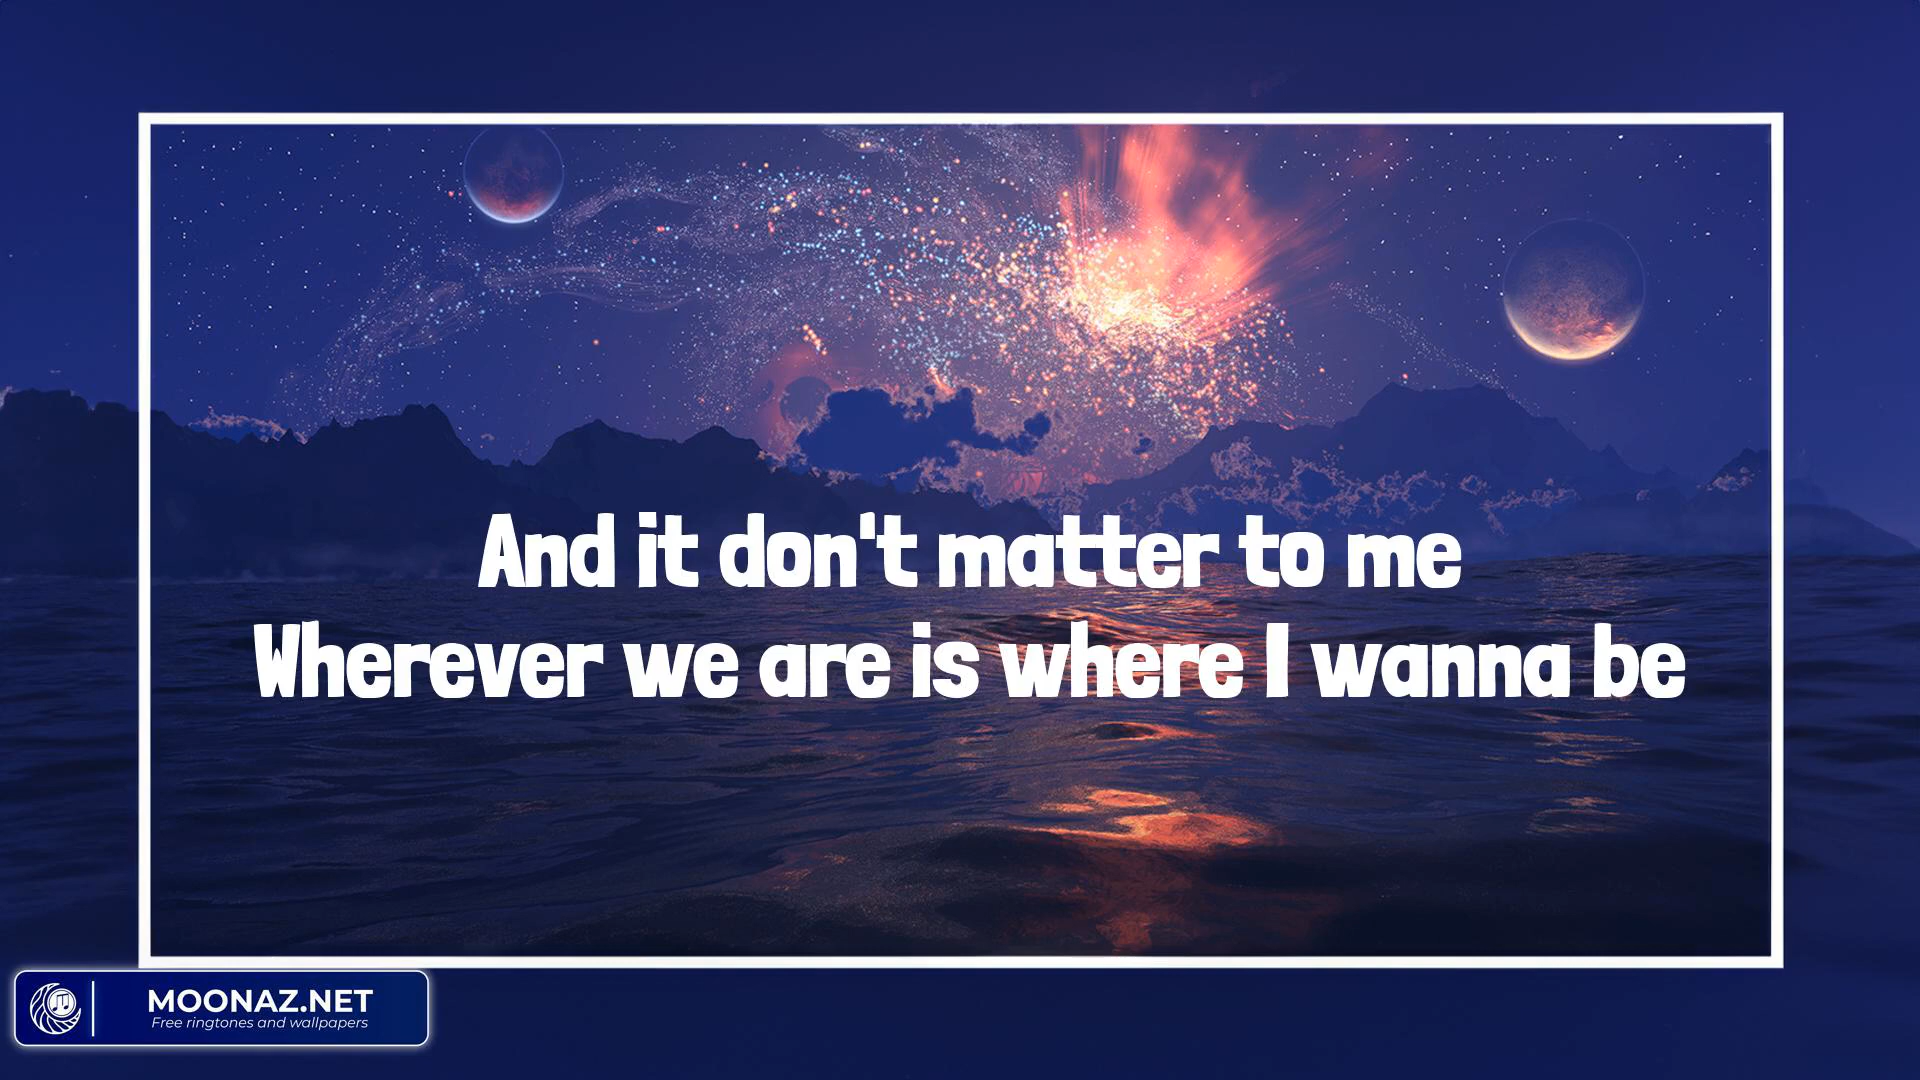 And it don't matter to me
Wherever we are is where I wanna be
MOONAZ.NET
Free ringtones and wallpapers